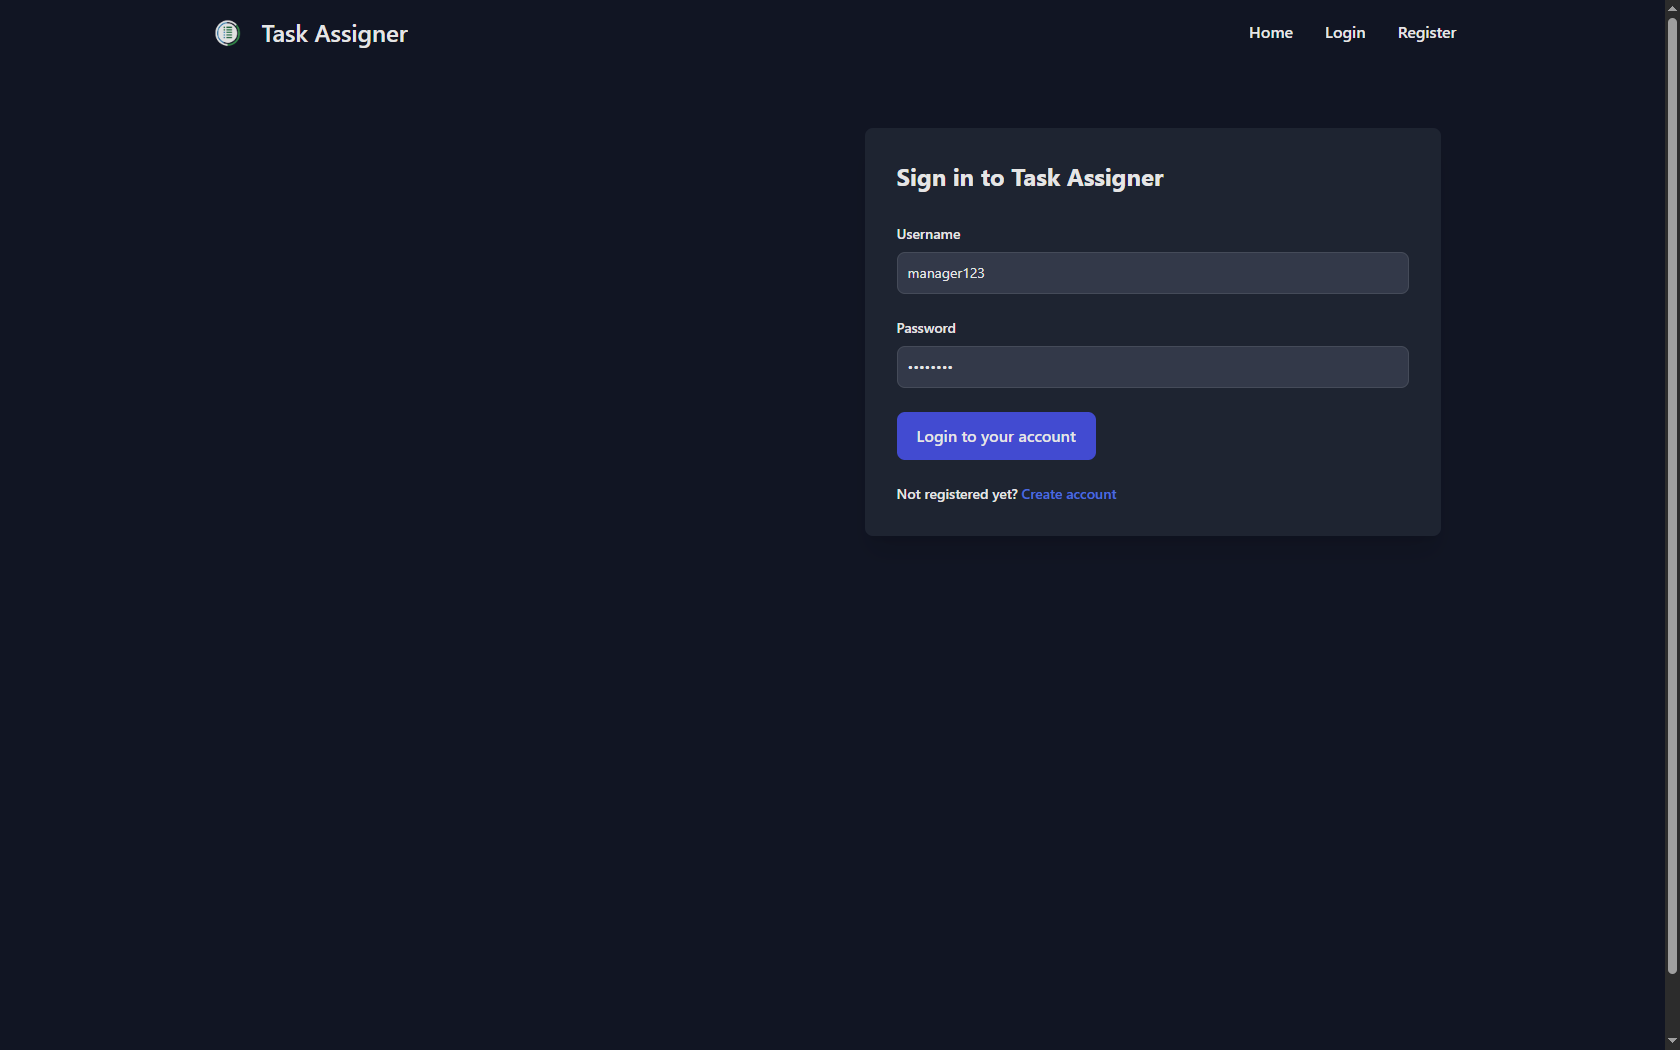 Task Assigner
Home
Login
Register
Sign in to Task Assigner
Username
manager123
Password
••••••••
Login to your account
Not registered yet? Create account